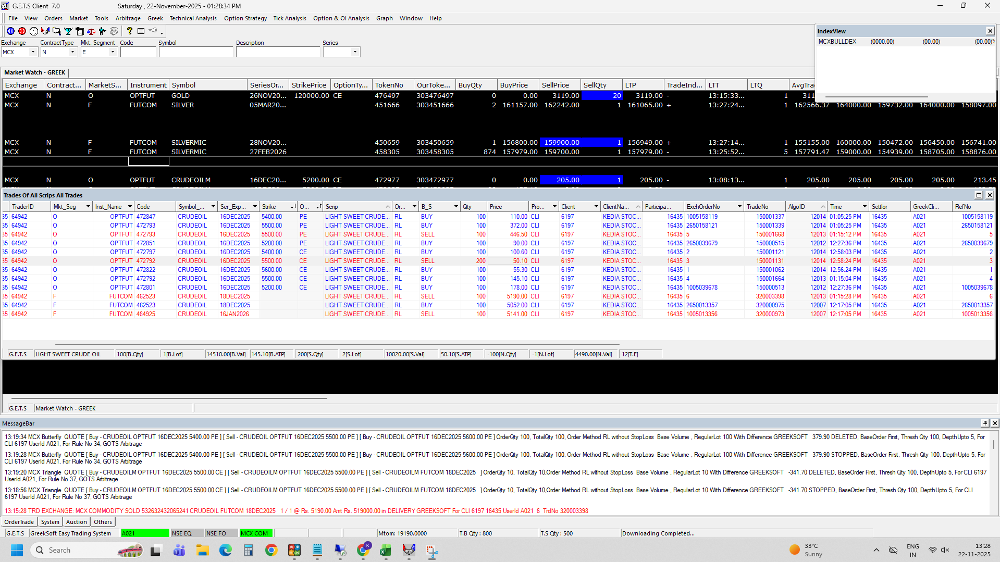 G.E.T.S Client 7.0 Saturday , 22-November-2025 - 01:28:34 PM
File View Orders Market Tools Arbitrage Greek Technical Analysis Option Strategy Tick Analysis Option & OI Analysis Graph Window Help
Exchange ContractType Mkt. Segment Code Symbol Description Series
MCX N E
IndexView
MCXBULLDEX (0000.00) (00.00) (00.00)%
Market Watch - GREEK
Exchange Contract... MarketS... Instrument Symbol SeriesOr... StrikePrice OptionTy... TokenNo OurToke... BuyQty BuyPrice SellPrice SellQty LTP TradeInd... LTT LTQ AvgTra
MCX N O OPTFUT GOLD 26NOV20... 120000.00 CE 476497 303476497 0 0.00 3119.00 20 3119.00 - 13:15:33... 1 311
MCX N F FUTCOM SILVER 05MAR20... 451666 303451666 2 161157.00 162242.00 1 161065.00 + 13:27:24... 1 162566.37 164000.00 159732.00 164000.00 158097.00
MCX N F FUTCOM SILVERMIC 28NOV20... 450659 303450659 1 156800.00 159900.00 1 156949.00 + 13:27:14... 1 155155.00 160000.00 150472.00 156450.00 156741.00
MCX N F FUTCOM SILVERMIC 27FEB2026 458305 303458305 874 157979.00 159700.00 1 157979.00 - 13:25:52... 5 157791.47 159000.00 154939.00 158705.00 158876.00
MCX N O OPTFUT CRUDEOILM 16DEC20... 5200.00 CE 472977 303472977 0 0.00 205.00 1 205.00 - 13:08:13... 1 205.00 205.00 205.00 205.00 213.45
Trades Of All Scrips All Trades
TraderID Mkt_Seg Inst_Name Code Symbol_... Ser_Exp... Strike O... Scrip Or... B_S Qty Price Pro... Client ClientNa... Participa... ExchOrderNo TradeNo AlgoID Time Settlor GreekCli... RefNo
35 64942 O OPTFUT 472847 CRUDEOIL 16DEC2025 5400.00 PE LIGHT SWEET CRUDE... RL BUY 100 110.00 CLI 6197 KEDIA STOC... 16435 1005158119 150001337 12014 01:05:25 PM 16435 A021 1005158119
35 64942 O OPTFUT 472793 CRUDEOIL 16DEC2025 5500.00 PE LIGHT SWEET CRUDE... RL BUY 100 372.00 CLI 6197 KEDIA STOC... 16435 2650158121 150001339 12014 01:05:25 PM 16435 A021 2650158121
35 64942 O OPTFUT 472793 CRUDEOIL 16DEC2025 5500.00 PE LIGHT SWEET CRUDE... RL SELL 100 446.50 CLI 6197 KEDIA STOC... 16435 5 150001668 12013 01:15:12 PM 16435 A021 5
35 64942 O OPTFUT 472851 CRUDEOIL 16DEC2025 5200.00 PE LIGHT SWEET CRUDE... RL BUY 100 90.00 CLI 6197 KEDIA STOC... 16435 2650039679 150000515 12012 12:27:36 PM 16435 A021 2650039679
35 64942 O OPTFUT 472797 CRUDEOIL 16DEC2025 5400.00 CE LIGHT SWEET CRUDE... RL BUY 100 100.60 CLI 6197 KEDIA STOC... 16435 2 150001121 12014 12:58:03 PM 16435 A021 2
35 64942 O OPTFUT 472792 CRUDEOIL 16DEC2025 5500.00 CE LIGHT SWEET CRUDE... RL SELL 200 50.10 CLI 6197 KEDIA STOC... 16435 3 150001131 12014 12:58:24 PM 16435 A021 3
35 64942 O OPTFUT 472822 CRUDEOIL 16DEC2025 5600.00 CE LIGHT SWEET CRUDE... RL BUY 100 55.30 CLI 6197 KEDIA STOC... 16435 1 150001062 12014 12:56:24 PM 16435 A021 1
35 64942 O OPTFUT 472792 CRUDEOIL 16DEC2025 5500.00 CE LIGHT SWEET CRUDE... RL BUY 100 145.10 CLI 6197 KEDIA STOC... 16435 4 150001664 12013 01:15:04 PM 16435 A021 4
35 64942 O OPTFUT 472801 CRUDEOIL 16DEC2025 5200.00 CE LIGHT SWEET CRUDE... RL BUY 100 178.00 CLI 6197 KEDIA STOC... 16435 1005039678 150000513 12012 12:27:36 PM 16435 A021 1005039678
35 64942 F FUTCOM 462523 CRUDEOIL 18DEC2025 LIGHT SWEET CRUDE... RL SELL 100 5190.00 CLI 6197 KEDIA STOC... 16435 6 320003398 12013 01:15:28 PM 16435 A021 6
35 64942 F FUTCOM 462523 CRUDEOIL 18DEC2025 LIGHT SWEET CRUDE... RL BUY 100 5052.00 CLI 6197 KEDIA STOC... 16435 2650013357 320000975 12007 12:17:05 PM 16435 A021 2650013357
35 64942 F FUTCOM 464925 CRUDEOIL 16JAN2026 LIGHT SWEET CRUDE... RL SELL 100 5141.00 CLI 6197 KEDIA STOC... 16435 1005013356 320000973 12007 12:17:05 PM 16435 A021 1005013356
G.E.T.S LIGHT SWEET CRUDE OIL 100[B.Qty] 1[B.Lot] 14510.00[B.Val] 145.10[B.ATP] 200[S.Qty] 2[S.Lot] 10020.00[S.Val] 50.10[S.ATP] -100[N.Qty] -1[N.Lot] 4490.00[N.Val] 12[T.E]
G.E.T.S Market Watch - GREEK
MessageBar
13:19:34 MCX Butterfly QUOTE [ Buy - CRUDEOIL OPTFUT 16DEC2025 5400.00 PE ] [ Sell - CRUDEOIL OPTFUT 16DEC2025 5500.00 PE ] [ Buy - CRUDEOIL OPTFUT 16DEC2025 5600.00 PE ] OrderQty 100, TotalQty 100, Order Method RL without StopLoss Base Volume , RegularLot 100 With Difference GREEKSOFT 379.90 DELETED, BaseOrder First, Thresh Qty 100, DepthUpto 5, For
CLI 6197 UserId A021, For Rule No 34, GOTS Arbitrage
13:19:28 MCX Butterfly QUOTE [ Buy - CRUDEOIL OPTFUT 16DEC2025 5400.00 PE ] [ Sell - CRUDEOIL OPTFUT 16DEC2025 5500.00 PE ] [ Buy - CRUDEOIL OPTFUT 16DEC2025 5600.00 PE ] OrderQty 100, TotalQty 100, Order Method RL without StopLoss Base Volume , RegularLot 100 With Difference GREEKSOFT 379.90 STOPPED, BaseOrder First, Thresh Qty 100, DepthUpto 5, For
CLI 6197 UserId A021, For Rule No 34, GOTS Arbitrage
13:19:20 MCX Triangle QUOTE [ Buy - CRUDEOILM OPTFUT 16DEC2025 5500.00 CE ] [ Sell - CRUDEOILM OPTFUT 16DEC2025 5500.00 PE ] [ Sell - CRUDEOILM FUTCOM 18DEC2025 ] OrderQty 10, TotalQty 10,Order Method RL without StopLoss Base Volume , RegularLot 10 With Difference GREEKSOFT -341.70 DELETED, BaseOrder First, Thresh Qty 100, DepthUpto 5, For CLI 6197
UserId A021, For Rule No 37, GOTS Arbitrage
13:18:56 MCX Triangle QUOTE [ Buy - CRUDEOILM OPTFUT 16DEC2025 5500.00 CE ] [ Sell - CRUDEOILM OPTFUT 16DEC2025 5500.00 PE ] [ Sell - CRUDEOILM FUTCOM 18DEC2025 ] OrderQty 10, TotalQty 10,Order Method RL without StopLoss Base Volume , RegularLot 10 With Difference GREEKSOFT -341.70 STOPPED, BaseOrder First, Thresh Qty 100, DepthUpto 5, For CLI
6197 UserId A021, For Rule No 37, GOTS Arbitrage
13:15:28 TRD EXCHANGE: MCX COMMODITY SOLD 532632432065241 CRUDEOIL FUTCOM 18DEC2025 1 / 1 @ Rs. 5190.00 Amt Rs. 519000.00 in DELIVERY GREEKSOFT For CLI 6197 16435 UserId A021 6 TrdNo 320003398
OrderTrade System Auction Others
G.E.T.S GreekSoft Easy Trading System A021 NSE EQ NSE FO MCX COM Mtom: 19190.0000 T.B Qty : 800 T.S Qty : 500 Downloading Completed...
Search
33°C
Sunny
ENG
IN
13:28
22-11-2025